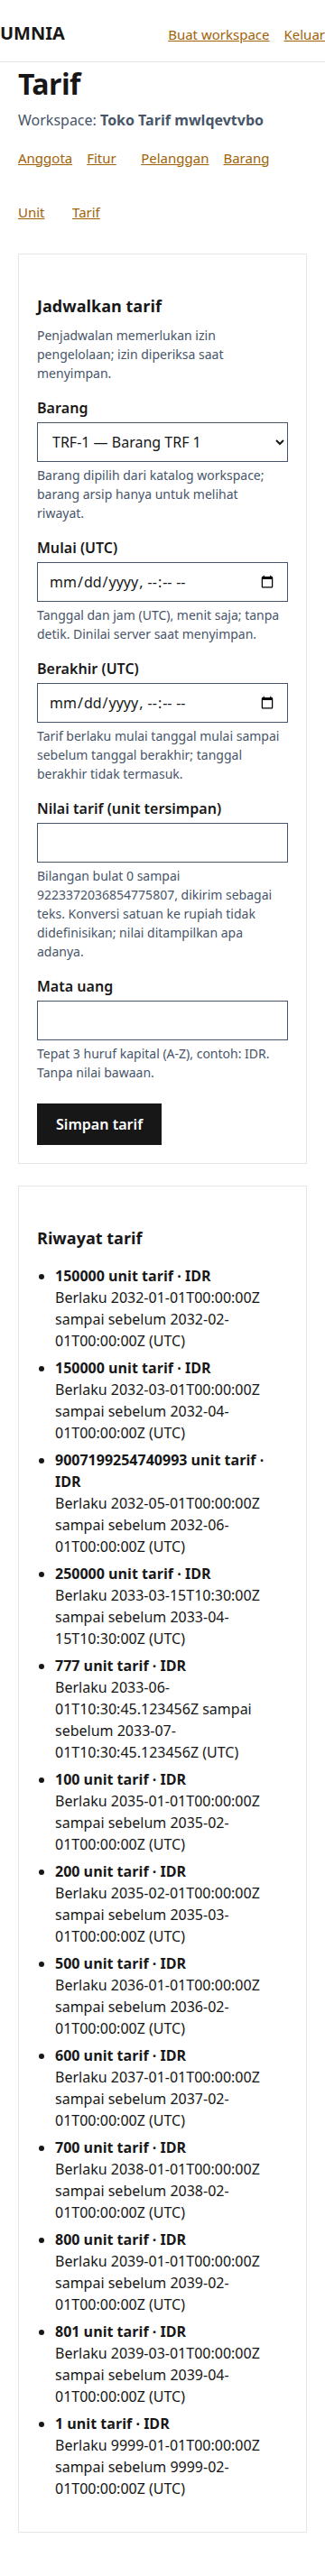 UMNIA
Buat workspace Keluar
Tarif
Workspace: Toko Tarif mwlqevtvbo
Anggota Fitur Pelanggan Barang
Unit Tarif
Jadwalkan tarif
Penjadwalan memerlukan izin
pengelolaan; izin diperiksa saat
menyimpan.
Barang
TRF-1 — Barang TRF 1
Barang dipilih dari katalog workspace;
barang arsip hanya untuk melihat
riwayat.
Mulai (UTC)
mm/dd/yyyy, --:-- --
Tanggal dan jam (UTC), menit saja; tanpa
detik. Dinilai server saat menyimpan.
Berakhir (UTC)
mm/dd/yyyy, --:-- --
Tarif berlaku mulai tanggal mulai sampai
sebelum tanggal berakhir; tanggal
berakhir tidak termasuk.
Nilai tarif (unit tersimpan)
Bilangan bulat 0 sampai
9223372036854775807, dikirim sebagai
teks. Konversi satuan ke rupiah tidak
didefinisikan; nilai ditampilkan apa
adanya.
Mata uang
Tepat 3 huruf kapital (A-Z), contoh: IDR.
Tanpa nilai bawaan.
Simpan tarif
Riwayat tarif
• 150000 unit tarif · IDR
Berlaku 2032-01-01T00:00:00Z
sampai sebelum 2032-02-
01T00:00:00Z (UTC)
• 150000 unit tarif · IDR
Berlaku 2032-03-01T00:00:00Z
sampai sebelum 2032-04-
01T00:00:00Z (UTC)
• 9007199254740993 unit tarif ·
IDR
Berlaku 2032-05-01T00:00:00Z
sampai sebelum 2032-06-
01T00:00:00Z (UTC)
• 250000 unit tarif · IDR
Berlaku 2033-03-15T10:30:00Z
sampai sebelum 2033-04-
15T10:30:00Z (UTC)
• 777 unit tarif · IDR
Berlaku 2033-06-
01T10:30:45.123456Z sampai
sebelum 2033-07-
01T10:30:45.123456Z (UTC)
• 100 unit tarif · IDR
Berlaku 2035-01-01T00:00:00Z
sampai sebelum 2035-02-
01T00:00:00Z (UTC)
• 200 unit tarif · IDR
Berlaku 2035-02-01T00:00:00Z
sampai sebelum 2035-03-
01T00:00:00Z (UTC)
• 500 unit tarif · IDR
Berlaku 2036-01-01T00:00:00Z
sampai sebelum 2036-02-
01T00:00:00Z (UTC)
• 600 unit tarif · IDR
Berlaku 2037-01-01T00:00:00Z
sampai sebelum 2037-02-
01T00:00:00Z (UTC)
• 700 unit tarif · IDR
Berlaku 2038-01-01T00:00:00Z
sampai sebelum 2038-02-
01T00:00:00Z (UTC)
• 800 unit tarif · IDR
Berlaku 2039-01-01T00:00:00Z
sampai sebelum 2039-02-
01T00:00:00Z (UTC)
• 801 unit tarif · IDR
Berlaku 2039-03-01T00:00:00Z
sampai sebelum 2039-04-
01T00:00:00Z (UTC)
• 1 unit tarif · IDR
Berlaku 9999-01-01T00:00:00Z
sampai sebelum 9999-02-
01T00:00:00Z (UTC)